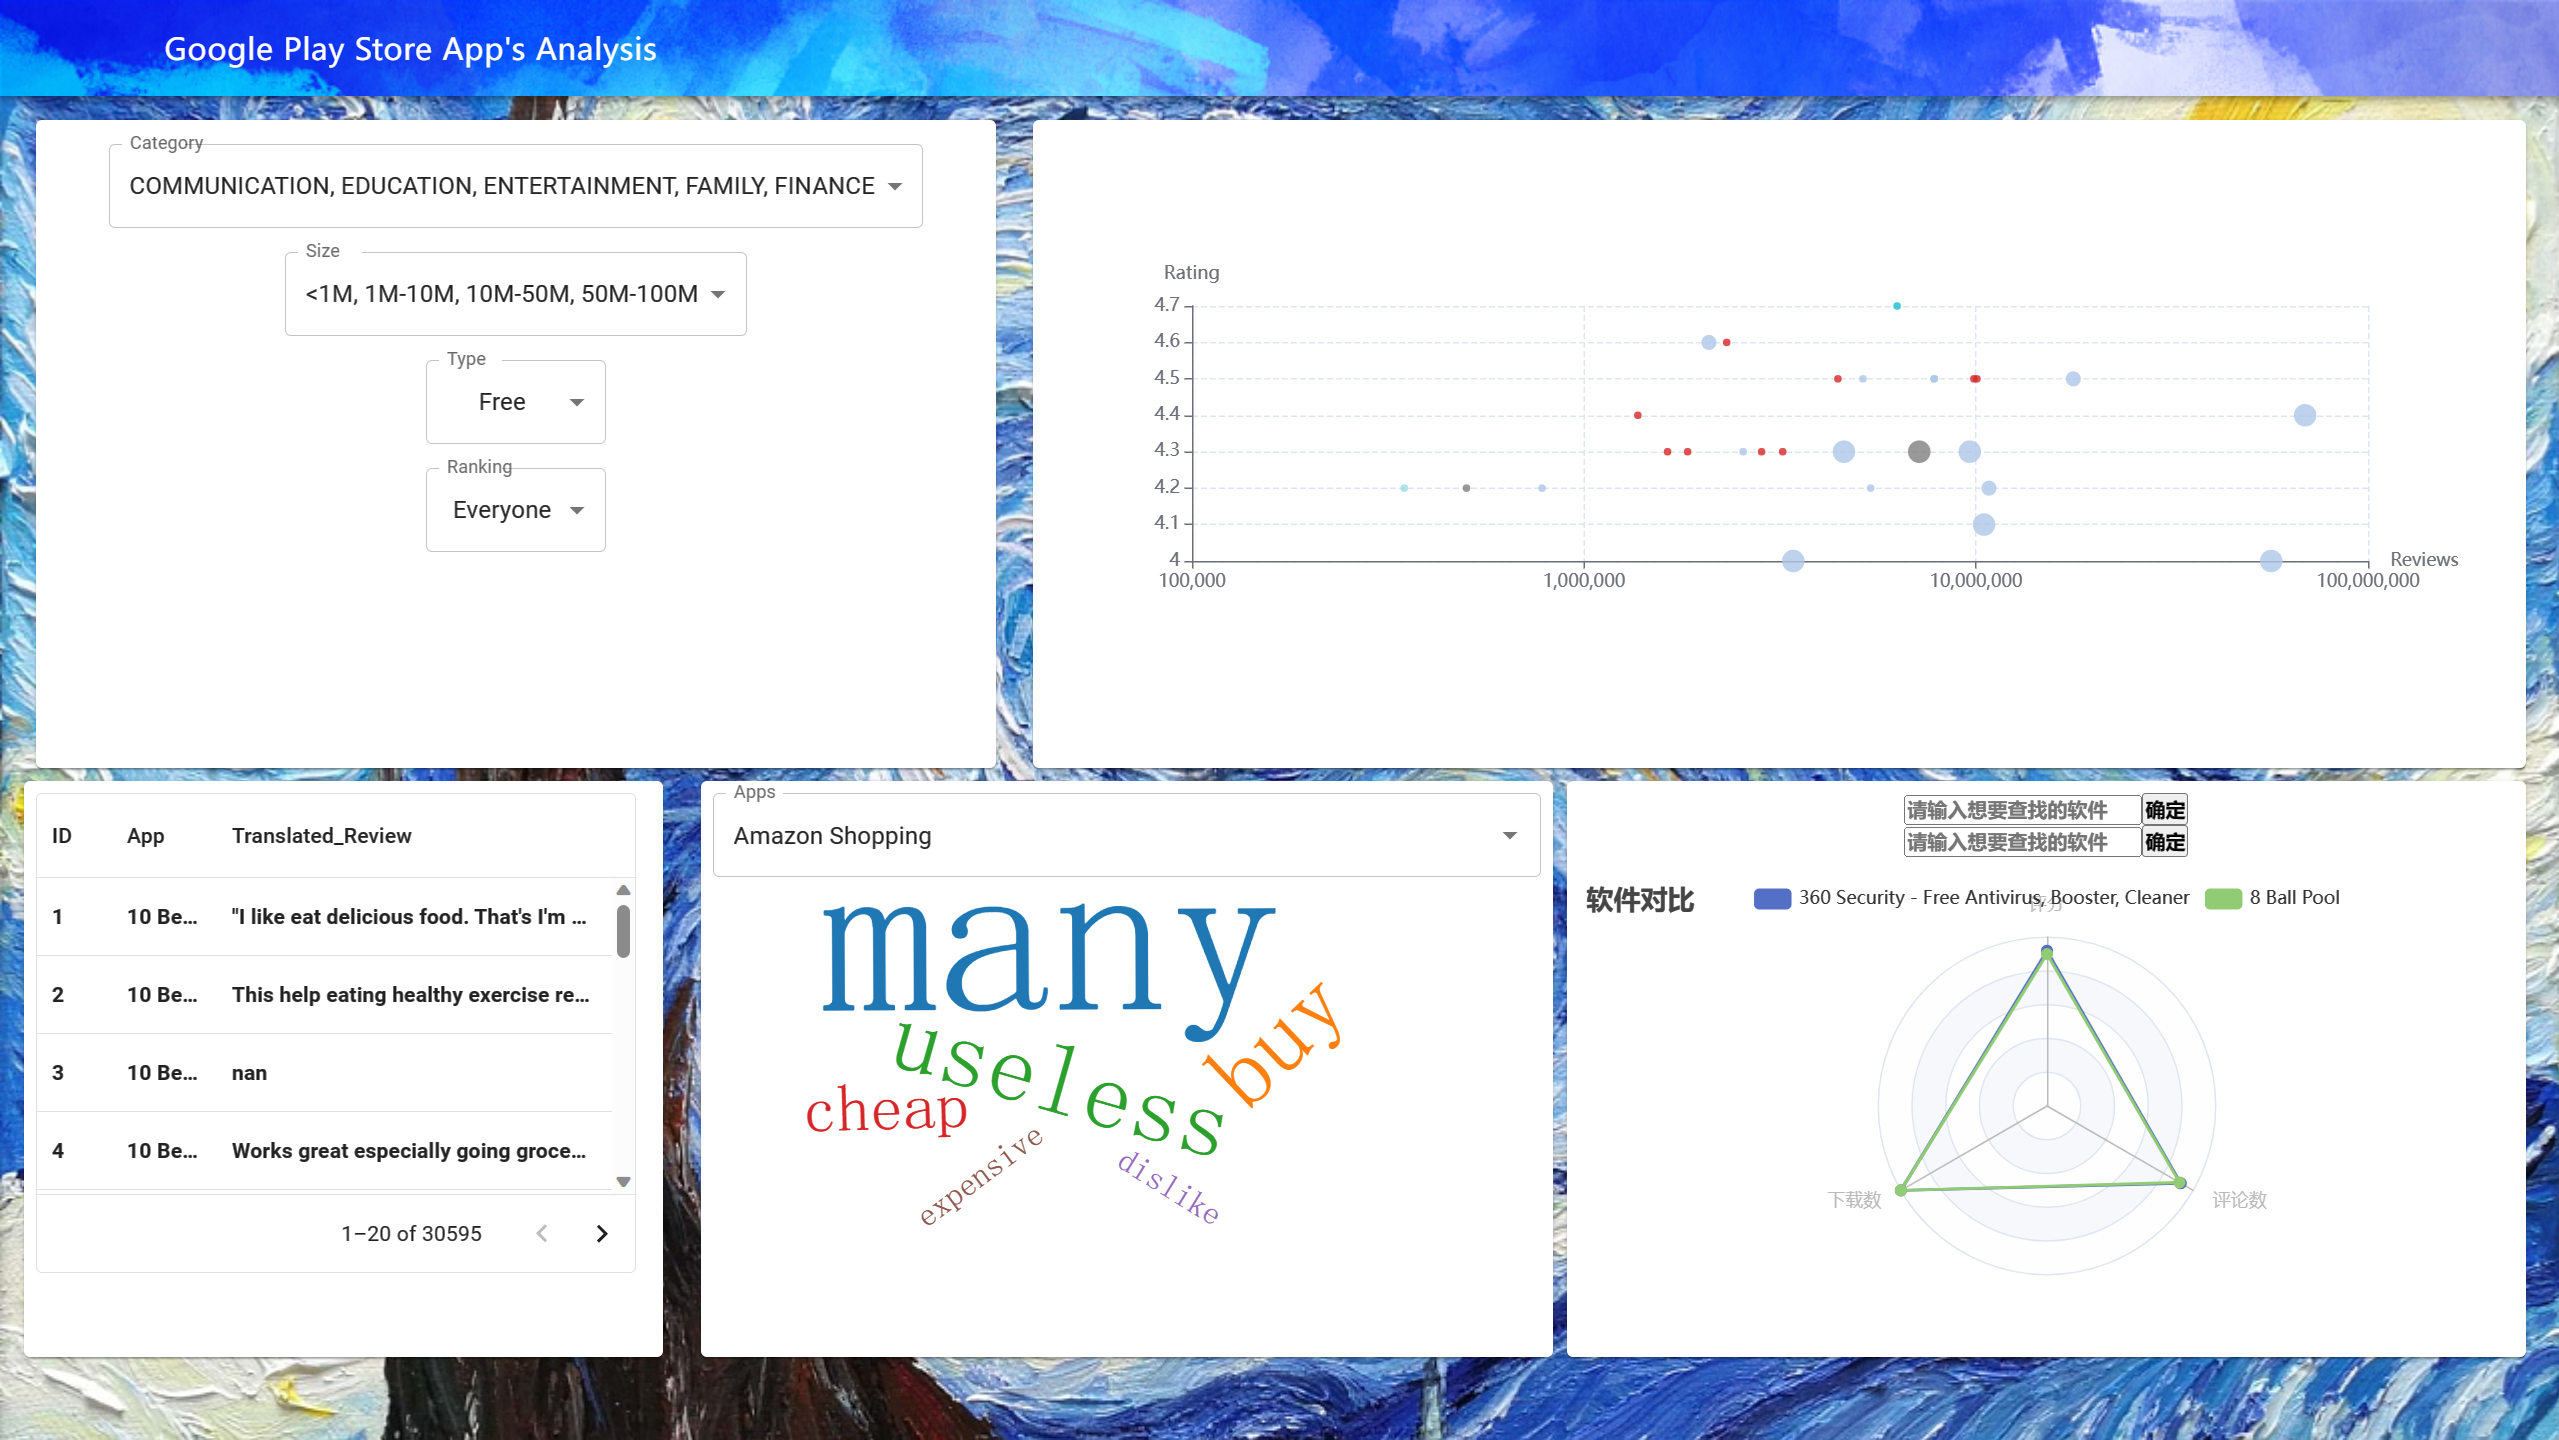 Google Play Store App's Analysis
Category
COMMUNICATION, EDUCATION, ENTERTAINMENT, FAMILY, FINANCE
Size
<1M, 1M-10M, 10M-50M, 50M-100M
Type
Free
Ranking
Everyone
Rating
4.7
4.6
4.5
4.4
4.3
4.2
4.1
4
Reviews
100,000 1,000,000 10,000,000 100,000,000
ID App Translated_Review
1 10 Be... "I like eat delicious food. That's I'm ...
2 10 Be... This help eating healthy exercise re...
3 10 Be... nan
4 10 Be... Works great especially going groce...
1–20 of 30595
Apps
Amazon Shopping
many
useless
buy
cheap
expensive
dislike
请输入想要查找的软件 确定
请输入想要查找的软件 确定
软件对比
360 Security - Free Antivirus, Booster, Cleaner 8 Ball Pool
评分
下载数 评论数